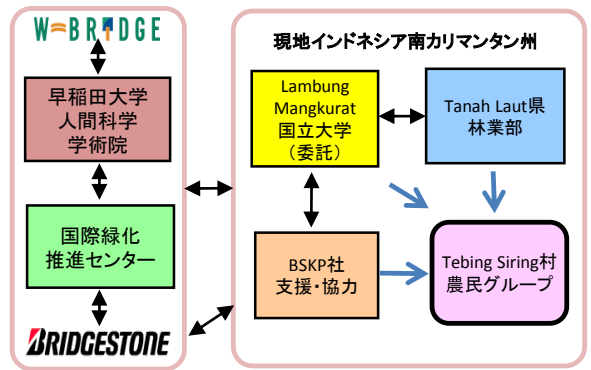 W-BRIDGE
早稲田大学
人間科学
学術院
国際緑化
推進センター
BRIDGESTONE
現地インドネシア南カリマンタン州
Lambung
Mangkurat
国立大学
（委託）
Tanah Laut県
林業部
BSKP社
支援・協力
Tebing Siring村
農民グループ